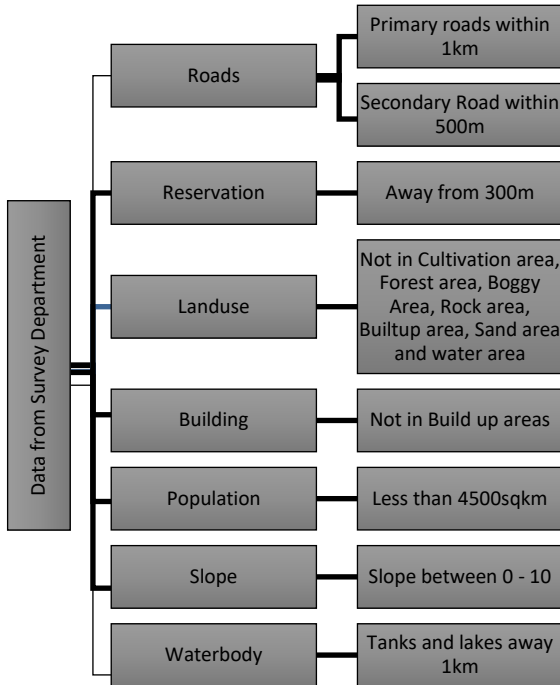 Data from Survey Department
Roads
Primary roads within
1km
Secondary Road within
500m
Reservation
Away from 300m
Landuse
Not in Cultivation area,
Forest area, Boggy
Area, Rock area,
Builtup area, Sand area
and water area
Building
Not in Build up areas
Population
Less than 4500sqkm
Slope
Slope between 0 - 10
Waterbody
Tanks and lakes away
1km